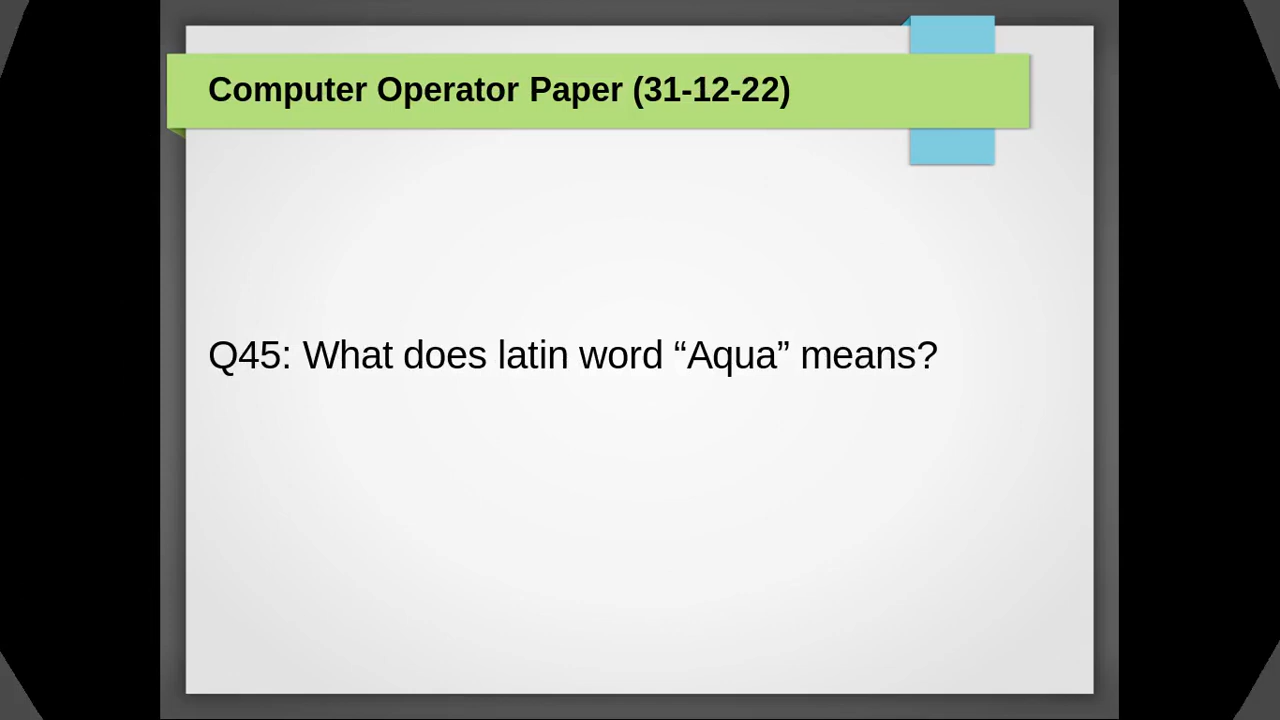 Computer Operator Paper (31-12-22)
Q45: What does latin word “Aqua” means?